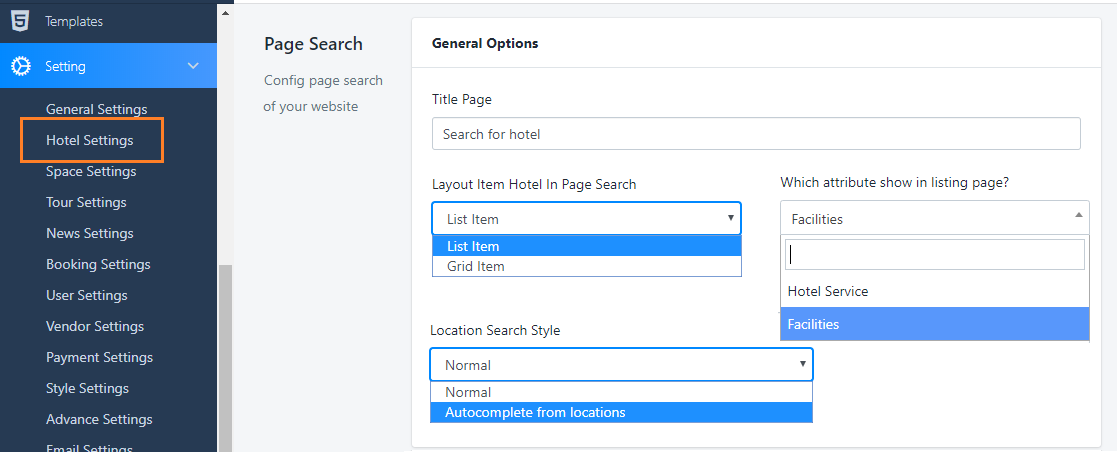 Templates
Setting
General Settings
Hotel Settings
Space Settings
Tour Settings
News Settings
Booking Settings
User Settings
Vendor Settings
Payment Settings
Style Settings
Advance Settings
Email Settings
Page Search
Config page search
of your website
General Options
Title Page
Search for hotel
Layout Item Hotel In Page Search
List Item
List Item
Grid Item
Which attribute show in listing page?
Facilities
Hotel Service
Facilities
Location Search Style
Normal
Normal
Autocomplete from locations